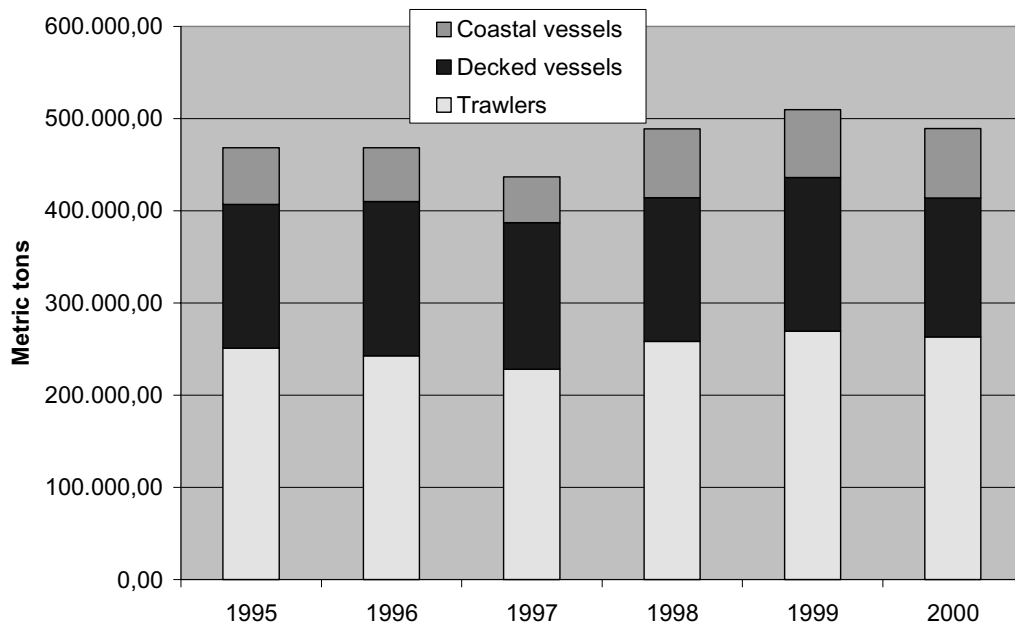 600.000,00
500.000,00
400.000,00
300.000,00
200.000,00
100.000,00
0,00
Metric tons
Coastal vessels
Decked vessels
Trawlers
1995 1996 1997 1998 1999 2000